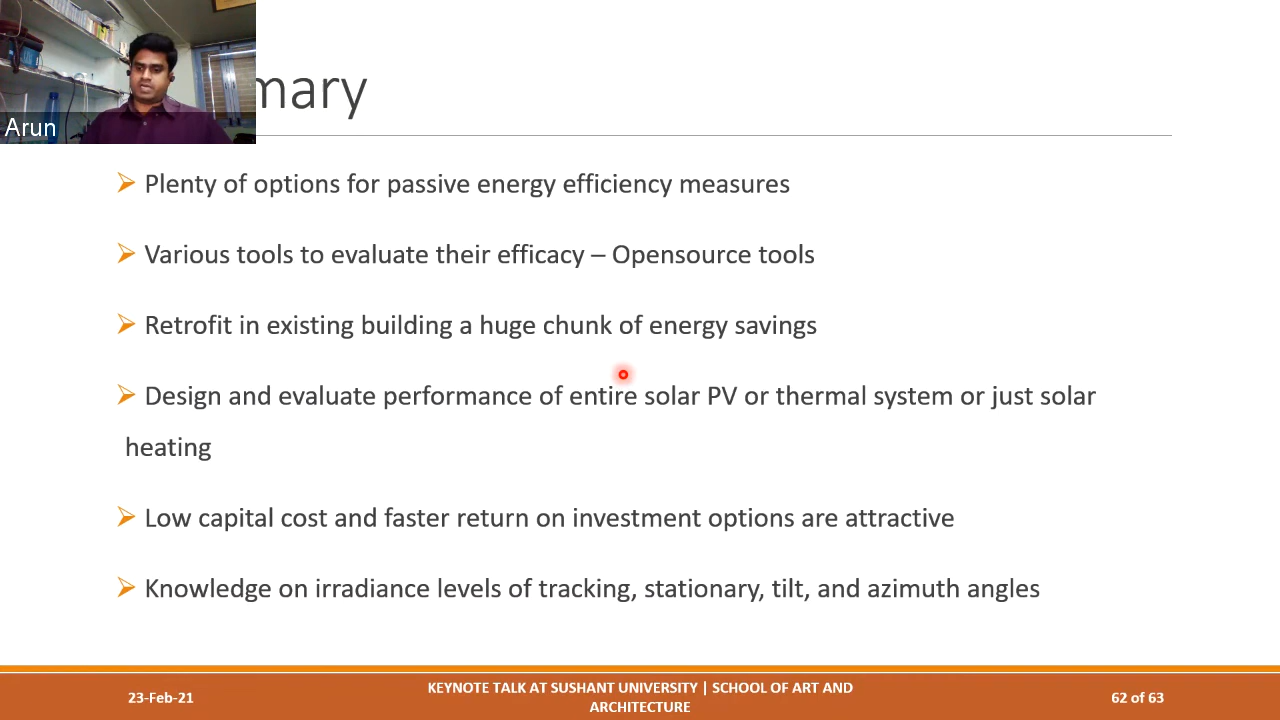 mary
Arun
Plenty of options for passive energy efficiency measures
Various tools to evaluate their efficacy – Opensource tools
Retrofit in existing building a huge chunk of energy savings
Design and evaluate performance of entire solar PV or thermal system or just solar
heating
Low capital cost and faster return on investment options are attractive
Knowledge on irradiance levels of tracking, stationary, tilt, and azimuth angles
23-Feb-21
KEYNOTE TALK AT SUSHANT UNIVERSITY | SCHOOL OF ART AND
ARCHITECTURE
62 of 63